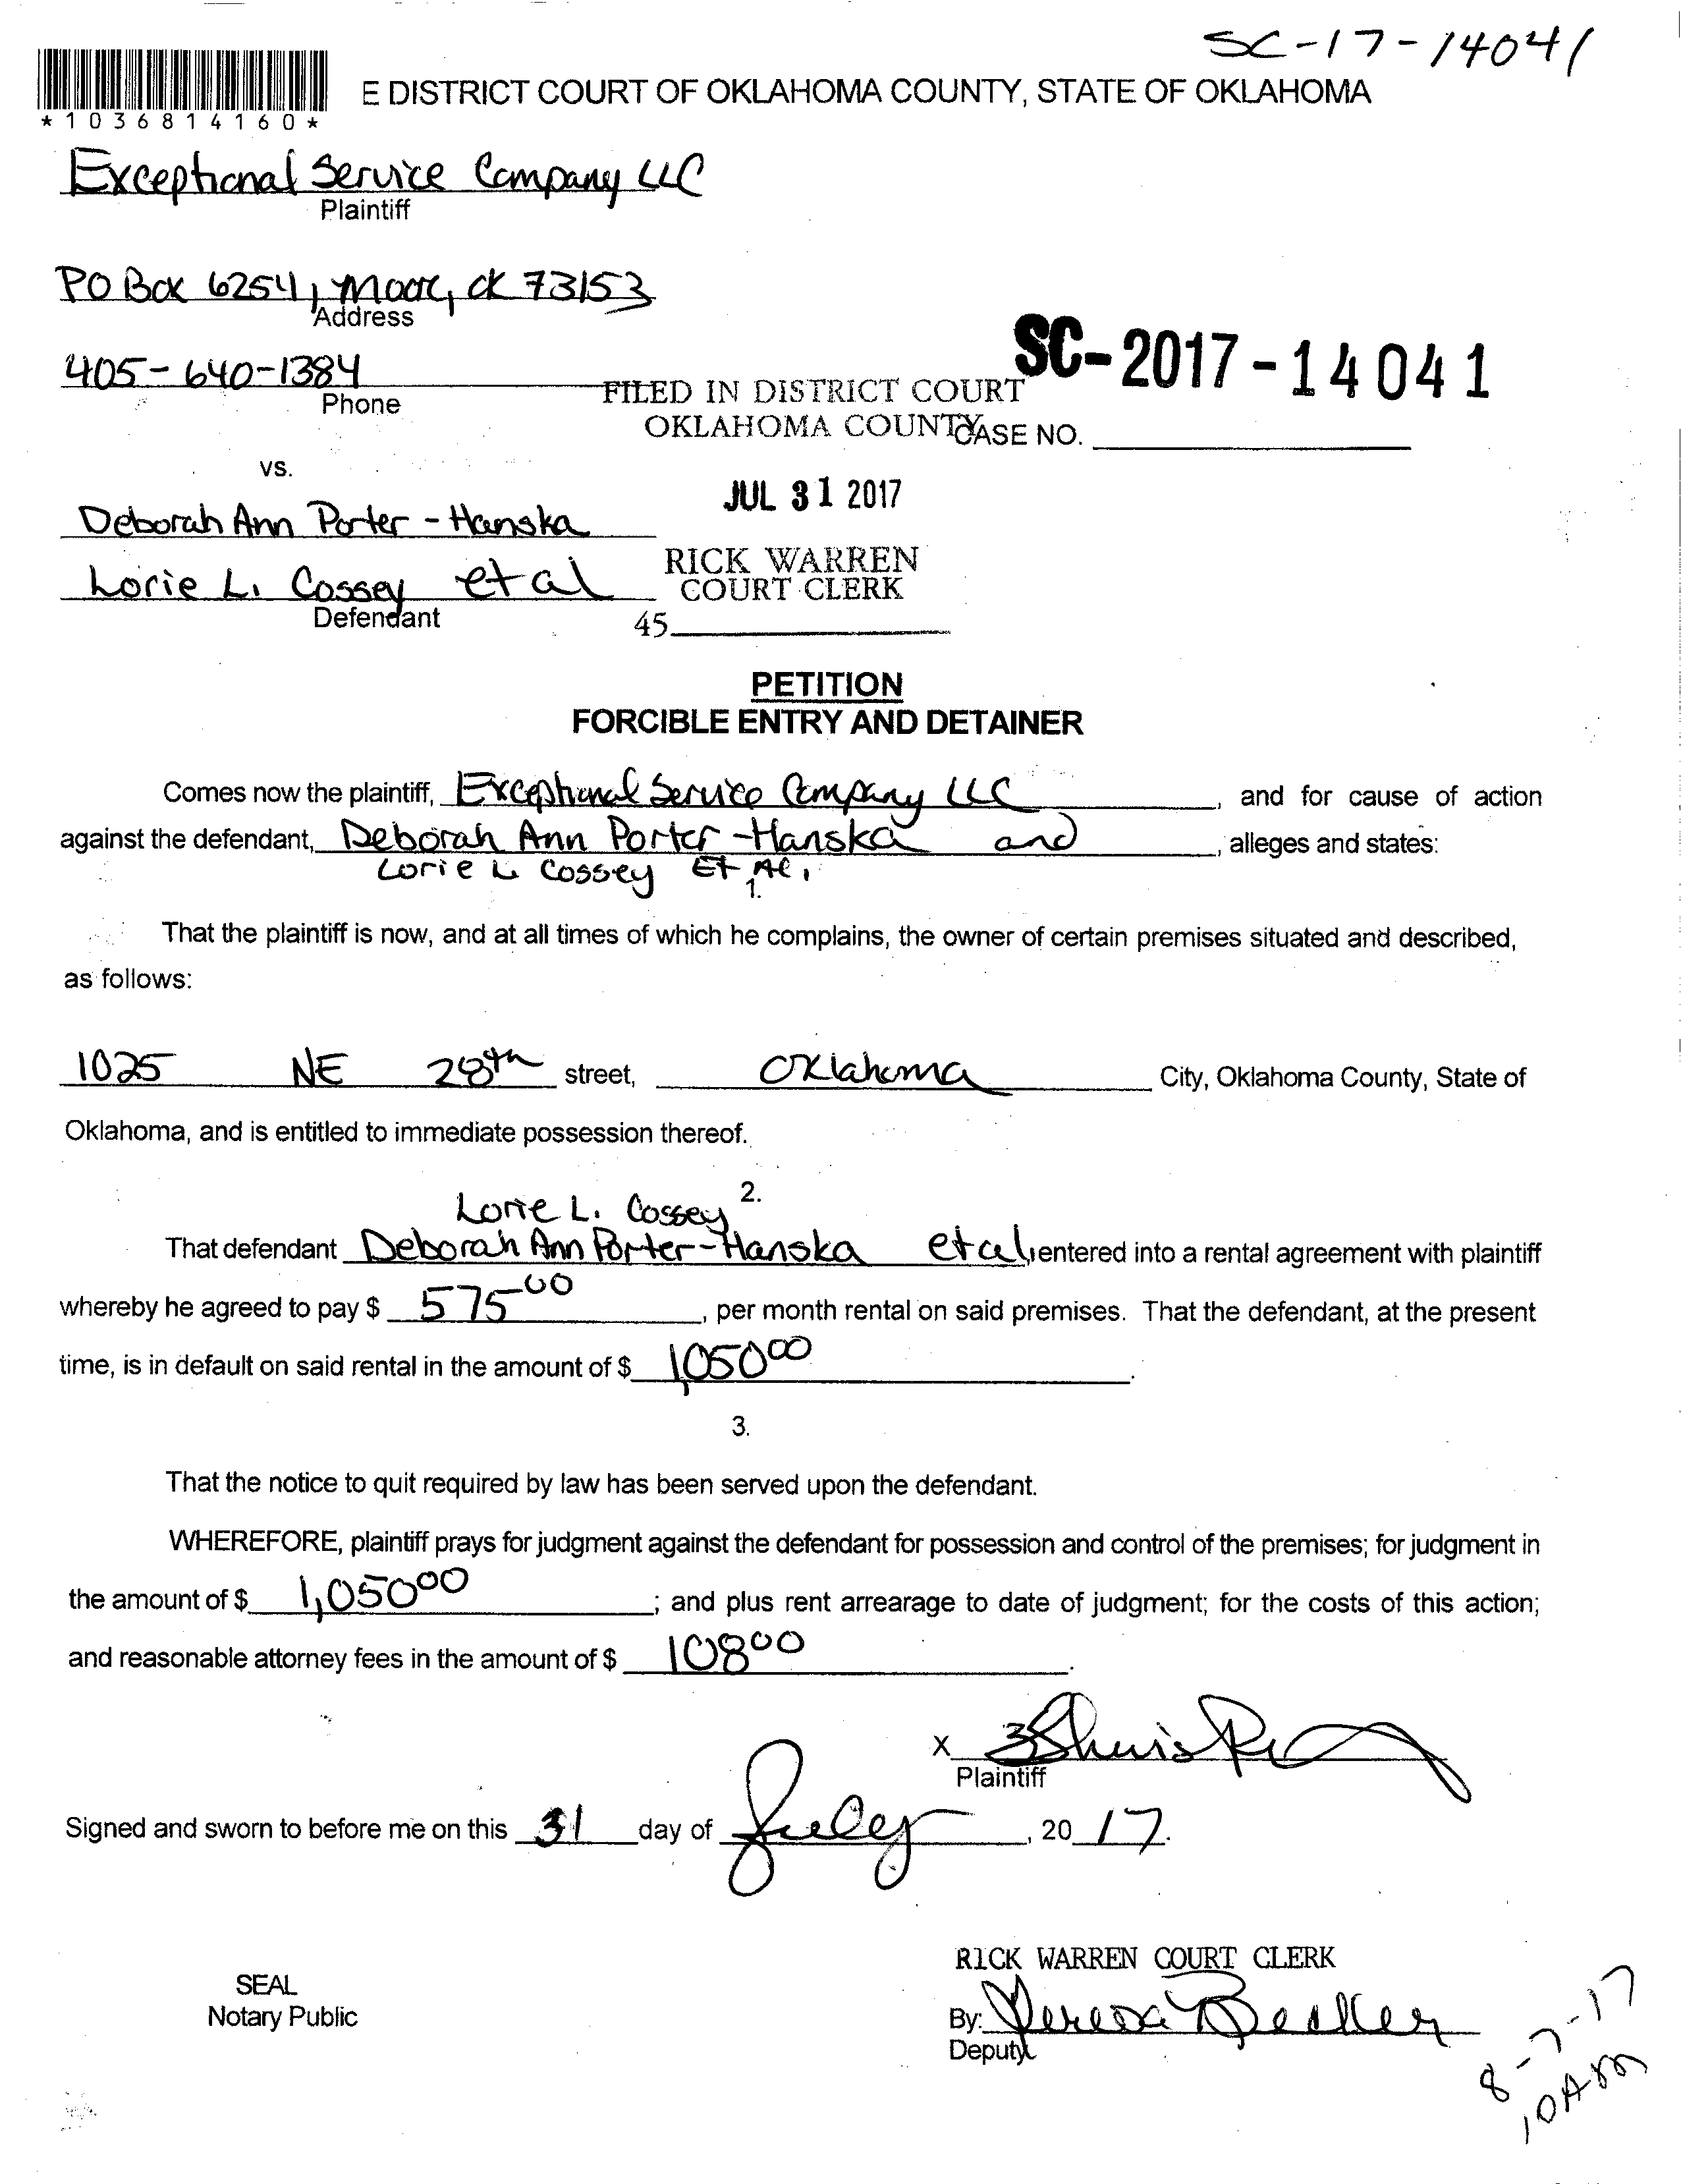 SC-17-14041
E DISTRICT COURT OF OKLAHOMA COUNTY, STATE OF OKLAHOMA
*1036814160*
Exceptional Service Company LLC
Plaintiff
PO Box 6254, Moore, OK 73153
Address
405-640-1384
Phone
SC-2017-14041
FILED IN DISTRICT COURT
OKLAHOMA COUNTY
CASE NO.
vs.
JUL 31 2017
Deborah Ann Porter-Hanska
RICK WARREN
COURT CLERK
Lorie L. Cossey et al
Defendant
45
PETITION
FORCIBLE ENTRY AND DETAINER
Comes now the plaintiff, Exceptional Service Company LLC, and for cause of action
against the defendant, Deborah Ann Porter-Hanska and, alleges and states:
Lorie L Cossey Et Al.
1.
That the plaintiff is now, and at all times of which he complains, the owner of certain premises situated and described,
as follows:
1025 NE 28th street, Oklahoma City, Oklahoma County, State of
Oklahoma, and is entitled to immediate possession thereof.
2.
Lorie L. Cossey
That defendant Deborah Ann Porter-Hanska et al, entered into a rental agreement with plaintiff
whereby he agreed to pay $ 575.00, per month rental on said premises. That the defendant, at the present
time, is in default on said rental in the amount of $ 1,050 00.
3.
That the notice to quit required by law has been served upon the defendant.
WHEREFORE, plaintiff prays for judgment against the defendant for possession and control of the premises; for judgment in
the amount of $ 1,050 00; and plus rent arrearage to date of judgment; for the costs of this action;
and reasonable attorney fees in the amount of $ 108 00.
X
Plaintiff
Signed and sworn to before me on this 31 day of July, 20 17.
RICK WARREN COURT CLERK
SEAL
Notary Public
By: Teresa
Deputy
8-7-17
10AM